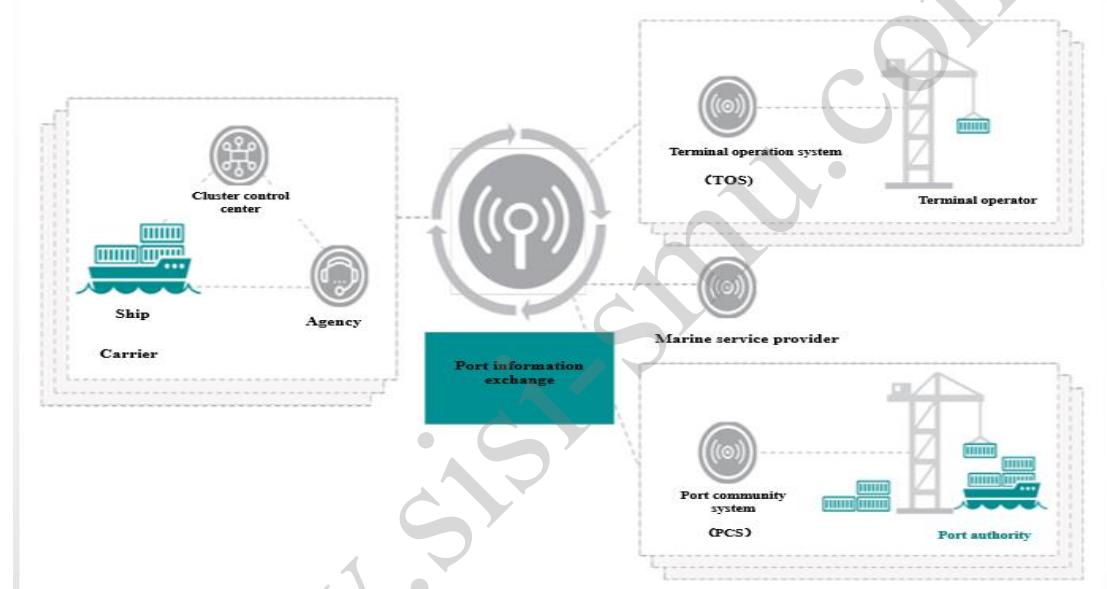 Cluster control
center
Ship
Agency
Carrier
Port information
exchange
Terminal operation system
(TOS)
Terminal operator
Marine service provider
Port community
system
(PCS)
Port authority
www.sisi-smu.com